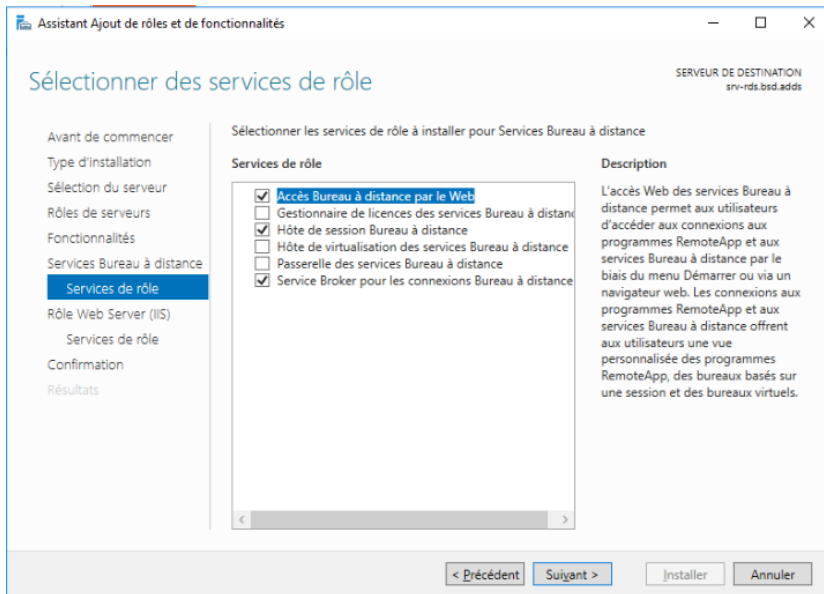 Assistant Ajout de rôles et de fonctionnalités
Sélectionner des services de rôle
SERVEUR DE DESTINATION
srv-rds.bsd.adds
Avant de commencer
Type d'installation
Sélection du serveur
Rôles de serveurs
Fonctionnalités
Services Bureau à distance
Services de rôle
Rôle Web Server (IIS)
Services de rôle
Confirmation
Résultats
Sélectionner les services de rôle à installer pour Services Bureau à distance
Services de rôle
Accès Bureau à distance par le Web
Gestionnaire de licences des services Bureau à distanc
Hôte de session Bureau à distance
Hôte de virtualisation des services Bureau à distance
Passerelle des services Bureau à distance
Service Broker pour les connexions Bureau à distance
Description
L'accès Web des services Bureau à
distance permet aux utilisateurs
d'accéder aux connexions aux
programmes RemoteApp et aux
services Bureau à distance par le
biais du menu Démarrer ou via un
navigateur web. Les connexions aux
programmes RemoteApp et aux
services Bureau à distance offrent
aux utilisateurs une vue
personnalisée des programmes
RemoteApp, des bureaux basés sur
une session et des bureaux virtuels.
< Précédent
Suivant >
Installer
Annuler